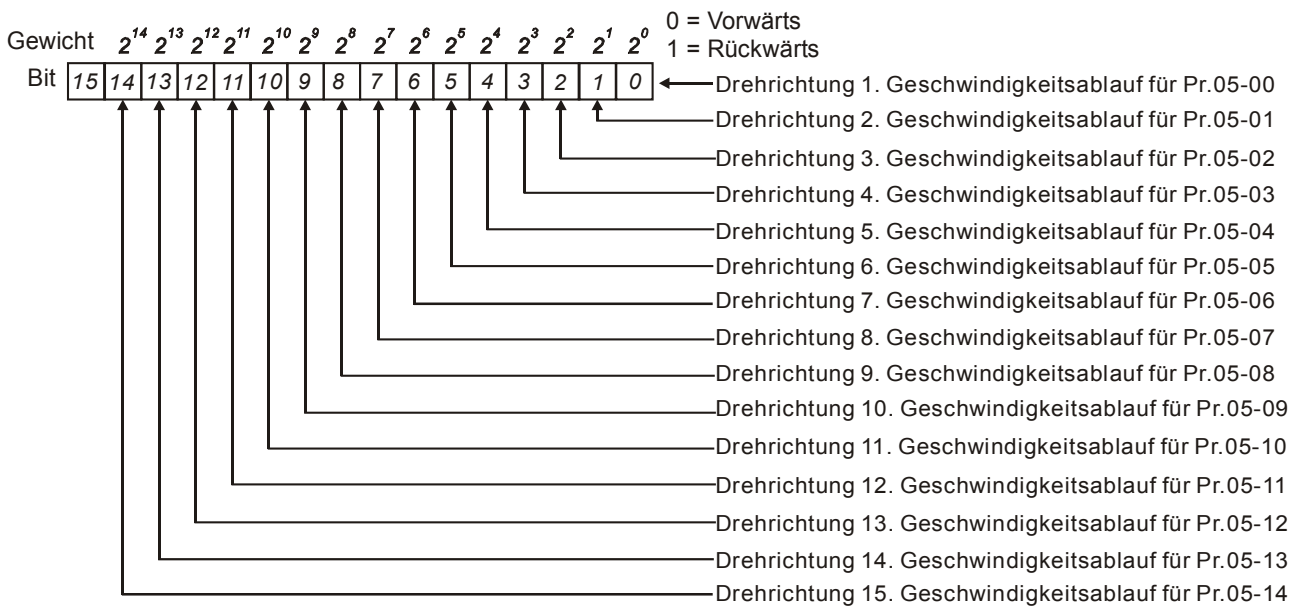 0 = Vorwärts
Gewicht 2^14 2^13 2^12 2^11 2^10 2^9 2^8 2^7 2^6 2^5 2^4 2^3 2^2 2^1 2^0
1 = Rückwärts
Bit 15 14 13 12 11 10 9 8 7 6 5 4 3 2 1 0
Drehrichtung 1. Geschwindigkeitsablauf für Pr.05-00
Drehrichtung 2. Geschwindigkeitsablauf für Pr.05-01
Drehrichtung 3. Geschwindigkeitsablauf für Pr.05-02
Drehrichtung 4. Geschwindigkeitsablauf für Pr.05-03
Drehrichtung 5. Geschwindigkeitsablauf für Pr.05-04
Drehrichtung 6. Geschwindigkeitsablauf für Pr.05-05
Drehrichtung 7. Geschwindigkeitsablauf für Pr.05-06
Drehrichtung 8. Geschwindigkeitsablauf für Pr.05-07
Drehrichtung 9. Geschwindigkeitsablauf für Pr.05-08
Drehrichtung 10. Geschwindigkeitsablauf für Pr.05-09
Drehrichtung 11. Geschwindigkeitsablauf für Pr.05-10
Drehrichtung 12. Geschwindigkeitsablauf für Pr.05-11
Drehrichtung 13. Geschwindigkeitsablauf für Pr.05-12
Drehrichtung 14. Geschwindigkeitsablauf für Pr.05-13
Drehrichtung 15. Geschwindigkeitsablauf für Pr.05-14